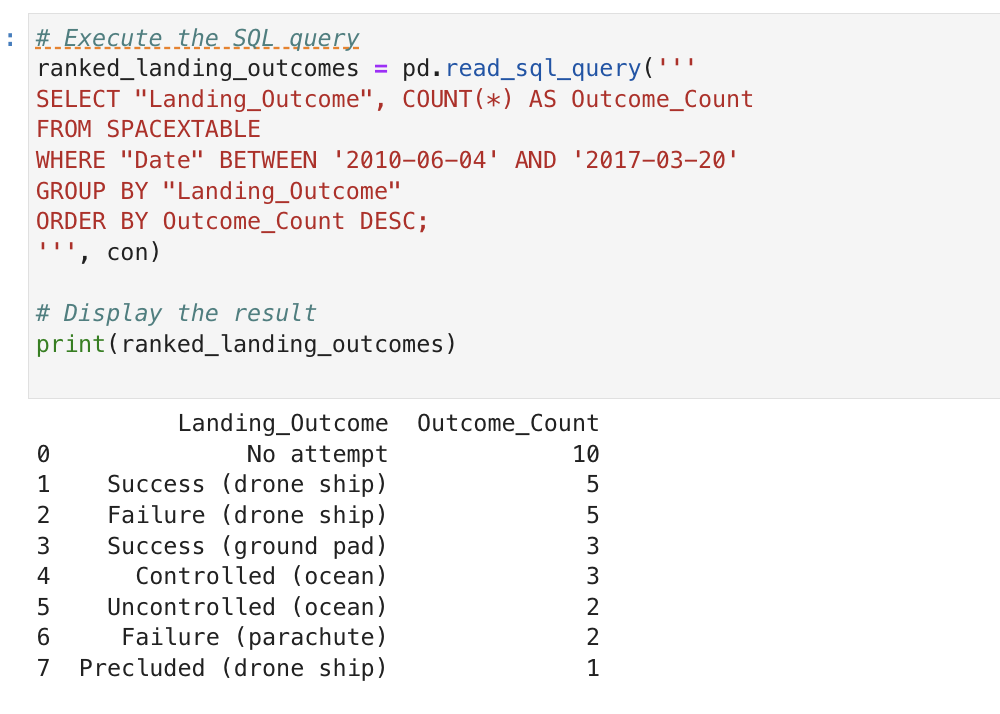 :
# Execute the SQL query
ranked_landing_outcomes = pd.read_sql_query('''
SELECT "Landing_Outcome", COUNT(*) AS Outcome_Count
FROM SPACEXTABLE
WHERE "Date" BETWEEN '2010-06-04' AND '2017-03-20'
GROUP BY "Landing_Outcome"
ORDER BY Outcome_Count DESC;
''', con)
# Display the result
print(ranked_landing_outcomes)
Landing_Outcome Outcome_Count
0 No attempt 10
1 Success (drone ship) 5
2 Failure (drone ship) 5
3 Success (ground pad) 3
4 Controlled (ocean) 3
5 Uncontrolled (ocean) 2
6 Failure (parachute) 2
7 Precluded (drone ship) 1